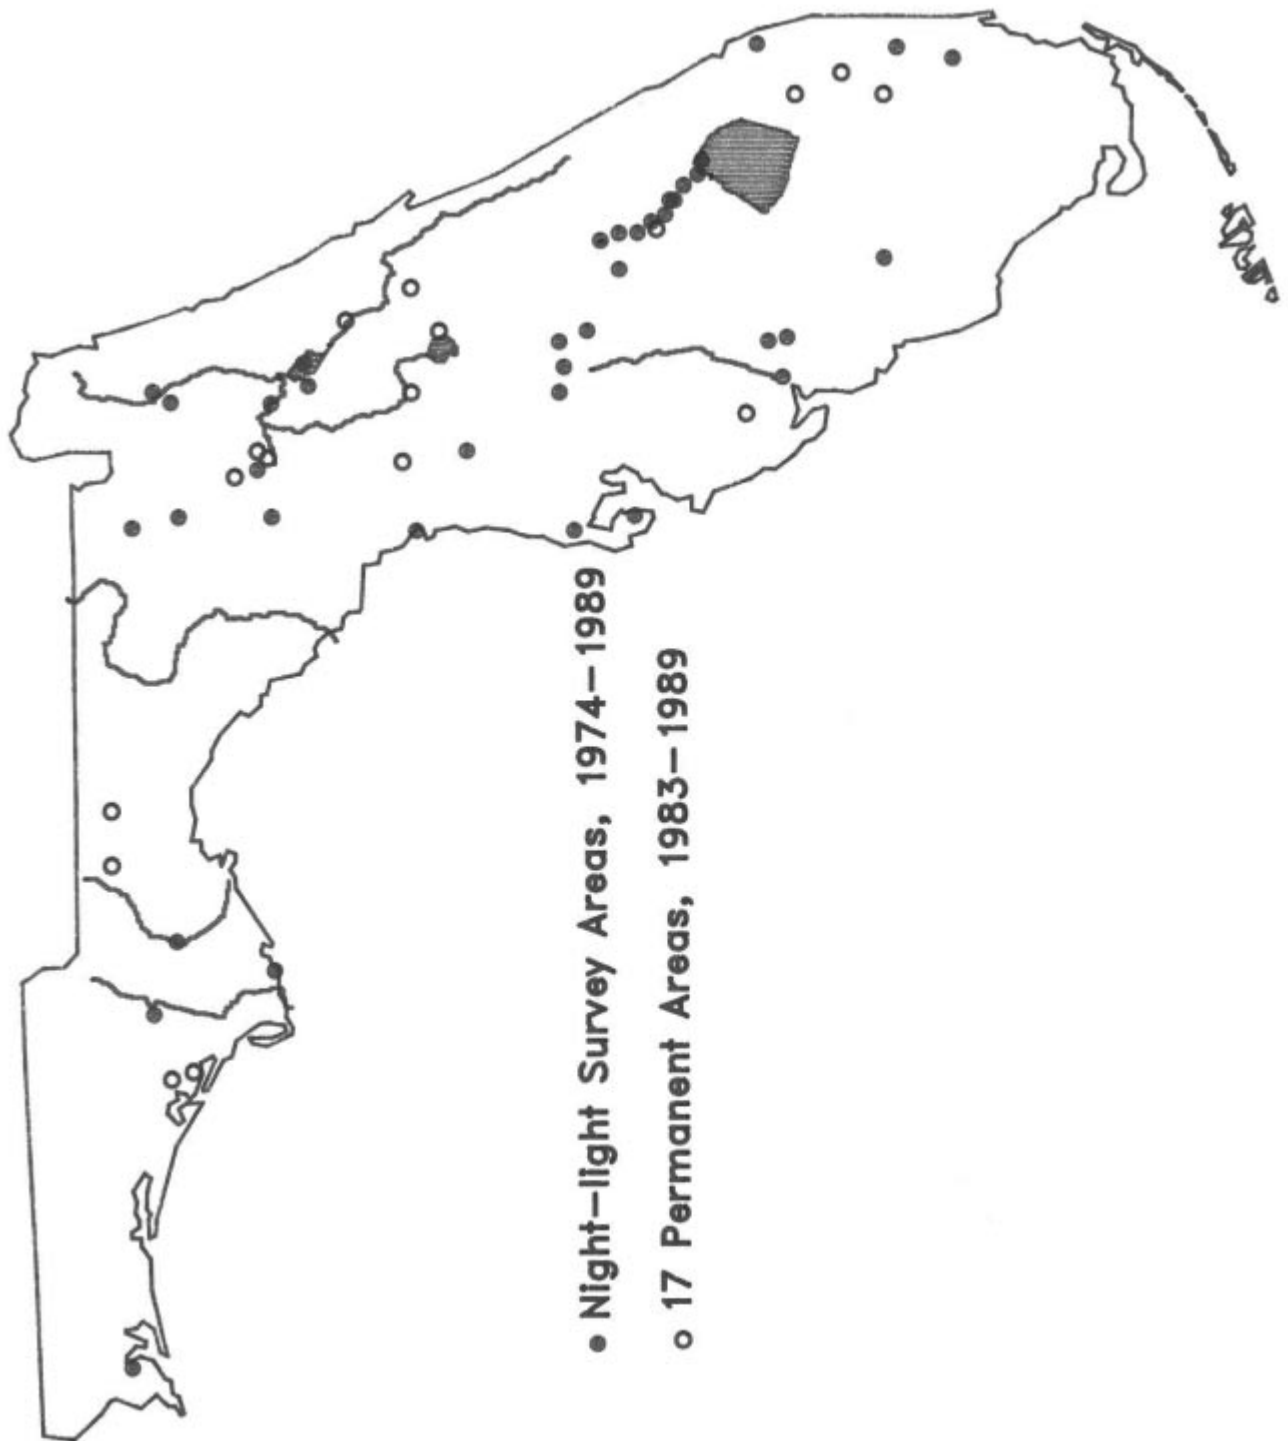 ● Night-light Survey Areas, 1974-1989
○ 17 Permanent Areas, 1983-1989